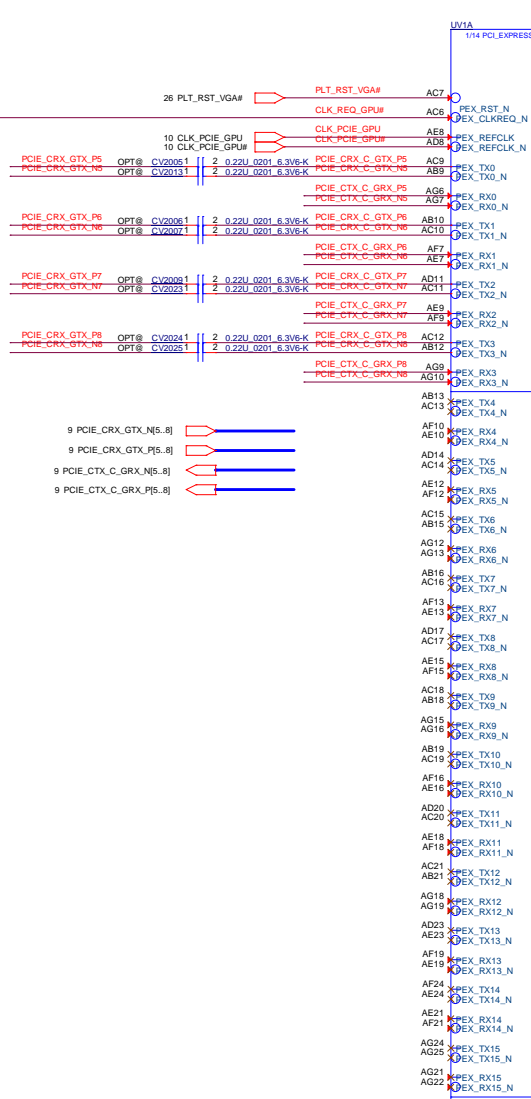 UV1A
1/14 PCI_EXPRESS
26 PLT_RST_VGA# PLT_RST_VGA# AC7
PEX_RST_N
CLK_REQ_GPU# AC6 PEX_CLKREQ_N
10 CLK_PCIE_GPU CLK_PCIE_GPU AE8 PEX_REFCLK
10 CLK_PCIE_GPU# CLK_PCIE_GPU# AD8 PEX_REFCLK_N
PCIE_CRX_GTX_P5 OPT@ CV2005 1 2 0.22U_0201_6.3V6-K PCIE_CRX_C_GTX_P5 AC9 PEX_TX0
PCIE_CRX_GTX_N5 OPT@ CV2013 1 2 0.22U_0201_6.3V6-K PCIE_CRX_C_GTX_N5 AB9 PEX_TX0_N
PCIE_CTX_C_GRX_P5 AG6 PEX_RX0
PCIE_CTX_C_GRX_N5 AG7 PEX_RX0_N
PCIE_CRX_GTX_P6 OPT@ CV2006 1 2 0.22U_0201_6.3V6-K PCIE_CRX_C_GTX_P6 AB10 PEX_TX1
PCIE_CRX_GTX_N6 OPT@ CV2007 1 2 0.22U_0201_6.3V6-K PCIE_CRX_C_GTX_N6 AC10 PEX_TX1_N
PCIE_CTX_C_GRX_P6 AF7 PEX_RX1
PCIE_CTX_C_GRX_N6 AE7 PEX_RX1_N
PCIE_CRX_GTX_P7 OPT@ CV2009 1 2 0.22U_0201_6.3V6-K PCIE_CRX_C_GTX_P7 AD11 PEX_TX2
PCIE_CRX_GTX_N7 OPT@ CV2023 1 2 0.22U_0201_6.3V6-K PCIE_CRX_C_GTX_N7 AC11 PEX_TX2_N
PCIE_CTX_C_GRX_P7 AE9 PEX_RX2
PCIE_CTX_C_GRX_N7 AF9 PEX_RX2_N
PCIE_CRX_GTX_P8 OPT@ CV2024 1 2 0.22U_0201_6.3V6-K PCIE_CRX_C_GTX_P8 AC12 PEX_TX3
PCIE_CRX_GTX_N8 OPT@ CV2025 1 2 0.22U_0201_6.3V6-K PCIE_CRX_C_GTX_N8 AB12 PEX_TX3_N
PCIE_CTX_C_GRX_P8 AG9 PEX_RX3
PCIE_CTX_C_GRX_N8 AG10 PEX_RX3_N
AB13 PEX_TX4
AC13 PEX_TX4_N
9 PCIE_CRX_GTX_N[5..8] AF10 PEX_RX4
AE10 PEX_RX4_N
9 PCIE_CRX_GTX_P[5..8] AD14 PEX_TX5
9 PCIE_CTX_C_GRX_N[5..8] AC14 PEX_TX5_N
9 PCIE_CTX_C_GRX_P[5..8] AE12 PEX_RX5
AF12 PEX_RX5_N
AC15 PEX_TX6
AB15 PEX_TX6_N
AG12 PEX_RX6
AG13 PEX_RX6_N
AB16 PEX_TX7
AC16 PEX_TX7_N
AF13 PEX_RX7
AE13 PEX_RX7_N
AD17 PEX_TX8
AC17 PEX_TX8_N
AE15 PEX_RX8
AF15 PEX_RX8_N
AC18 PEX_TX9
AB18 PEX_TX9_N
AG15 PEX_RX9
AG16 PEX_RX9_N
AB19 PEX_TX10
AC19 PEX_TX10_N
AF16 PEX_RX10
AE16 PEX_RX10_N
AD20 PEX_TX11
AC20 PEX_TX11_N
AE18 PEX_RX11
AF18 PEX_RX11_N
AC21 PEX_TX12
AB21 PEX_TX12_N
AG18 PEX_RX12
AG19 PEX_RX12_N
AD23 PEX_TX13
AE23 PEX_TX13_N
AF19 PEX_RX13
AE19 PEX_RX13_N
AF24 PEX_TX14
AE24 PEX_TX14_N
AE21 PEX_RX14
AF21 PEX_RX14_N
AG24 PEX_TX15
AG25 PEX_TX15_N
AG21 PEX_RX15
AG22 PEX_RX15_N